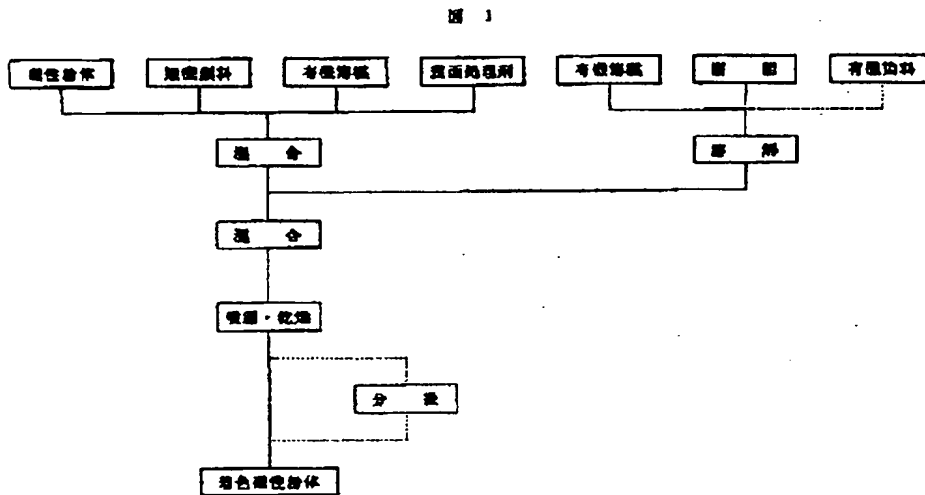 図 1
磁性粉体 無機顔料 有機溶媒 表面処理剤 有機溶媒 樹 脂 有機染料
混 合 溶 解
混 合
噴霧・乾燥
分 級
着色磁性粉体